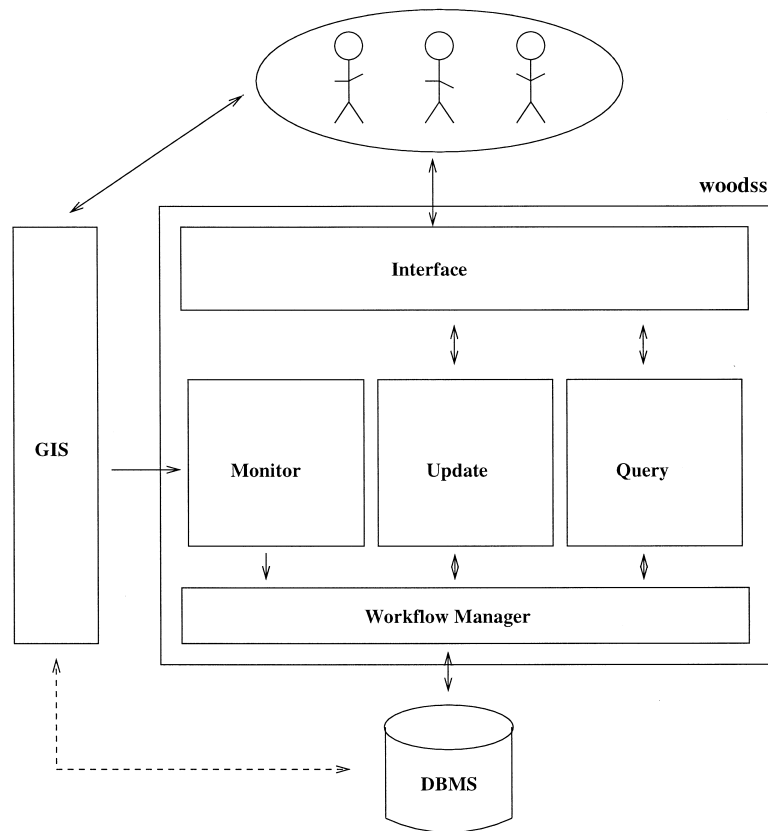 woodss
Interface
GIS
Monitor
Update
Query
Workflow Manager
DBMS